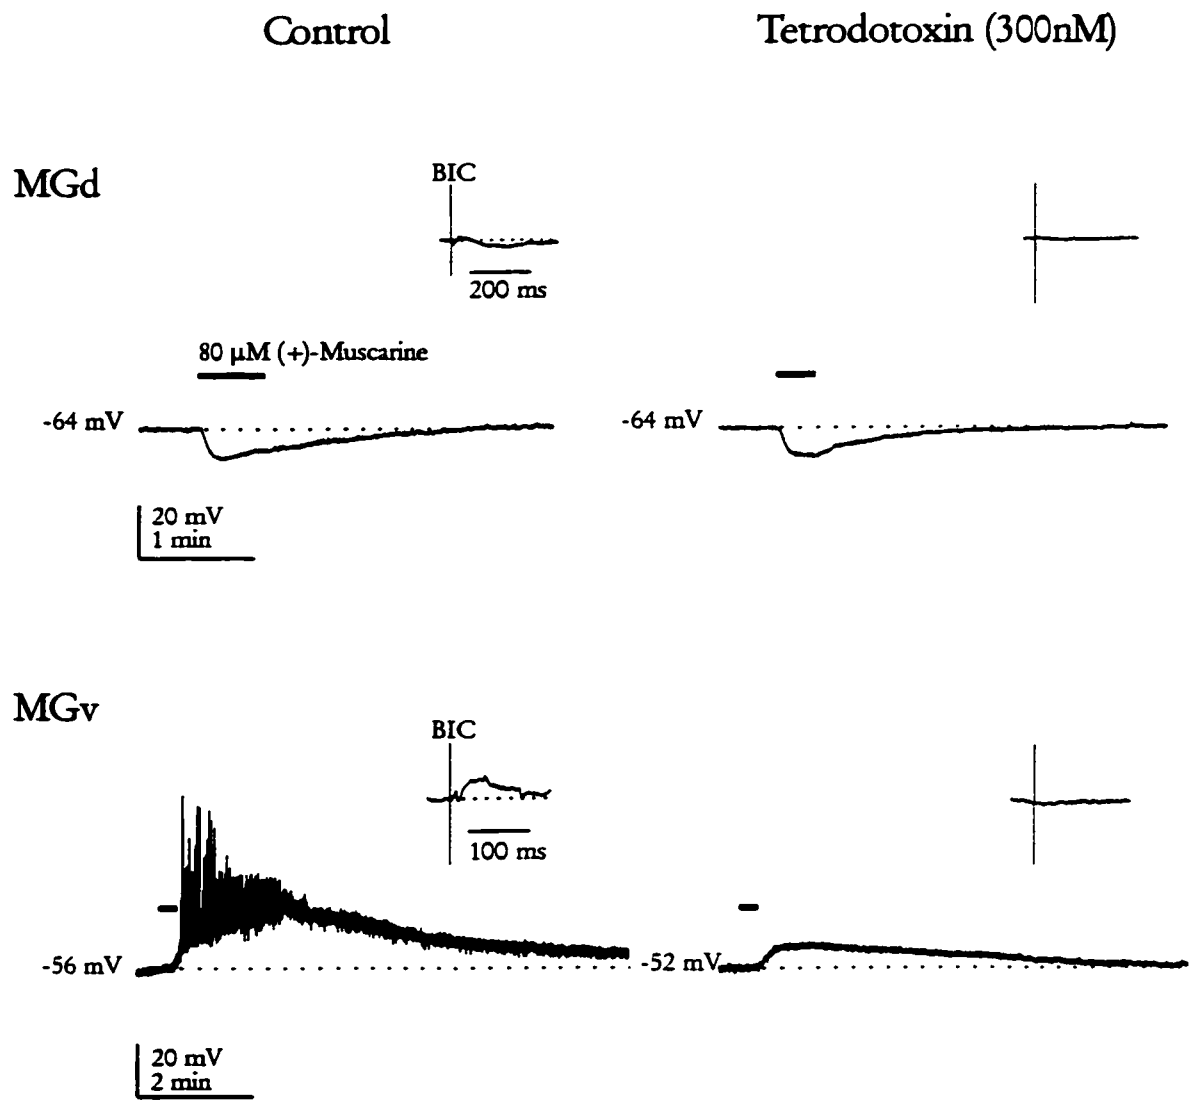 Control
Tetrodotoxin (300nM)
MGd
BIC
200 ms
80 µM (+)-Muscarine
-64 mV
-64 mV
20 mV
1 min
MGv
BIC
100 ms
-56 mV
-52 mV
20 mV
2 min